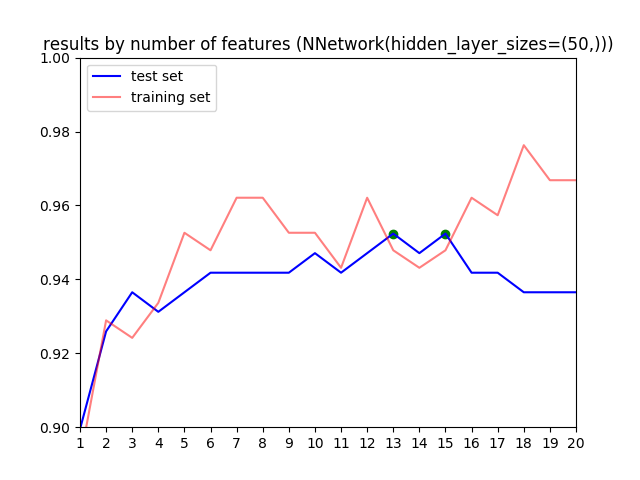 results by number of features (NNetwork(hidden_layer_sizes=(50,)))
1.00
0.98
0.96
0.94
0.92
0.90
test set
training set
1 2 3 4 5 6 7 8 9 10 11 12 13 14 15 16 17 18 19 20